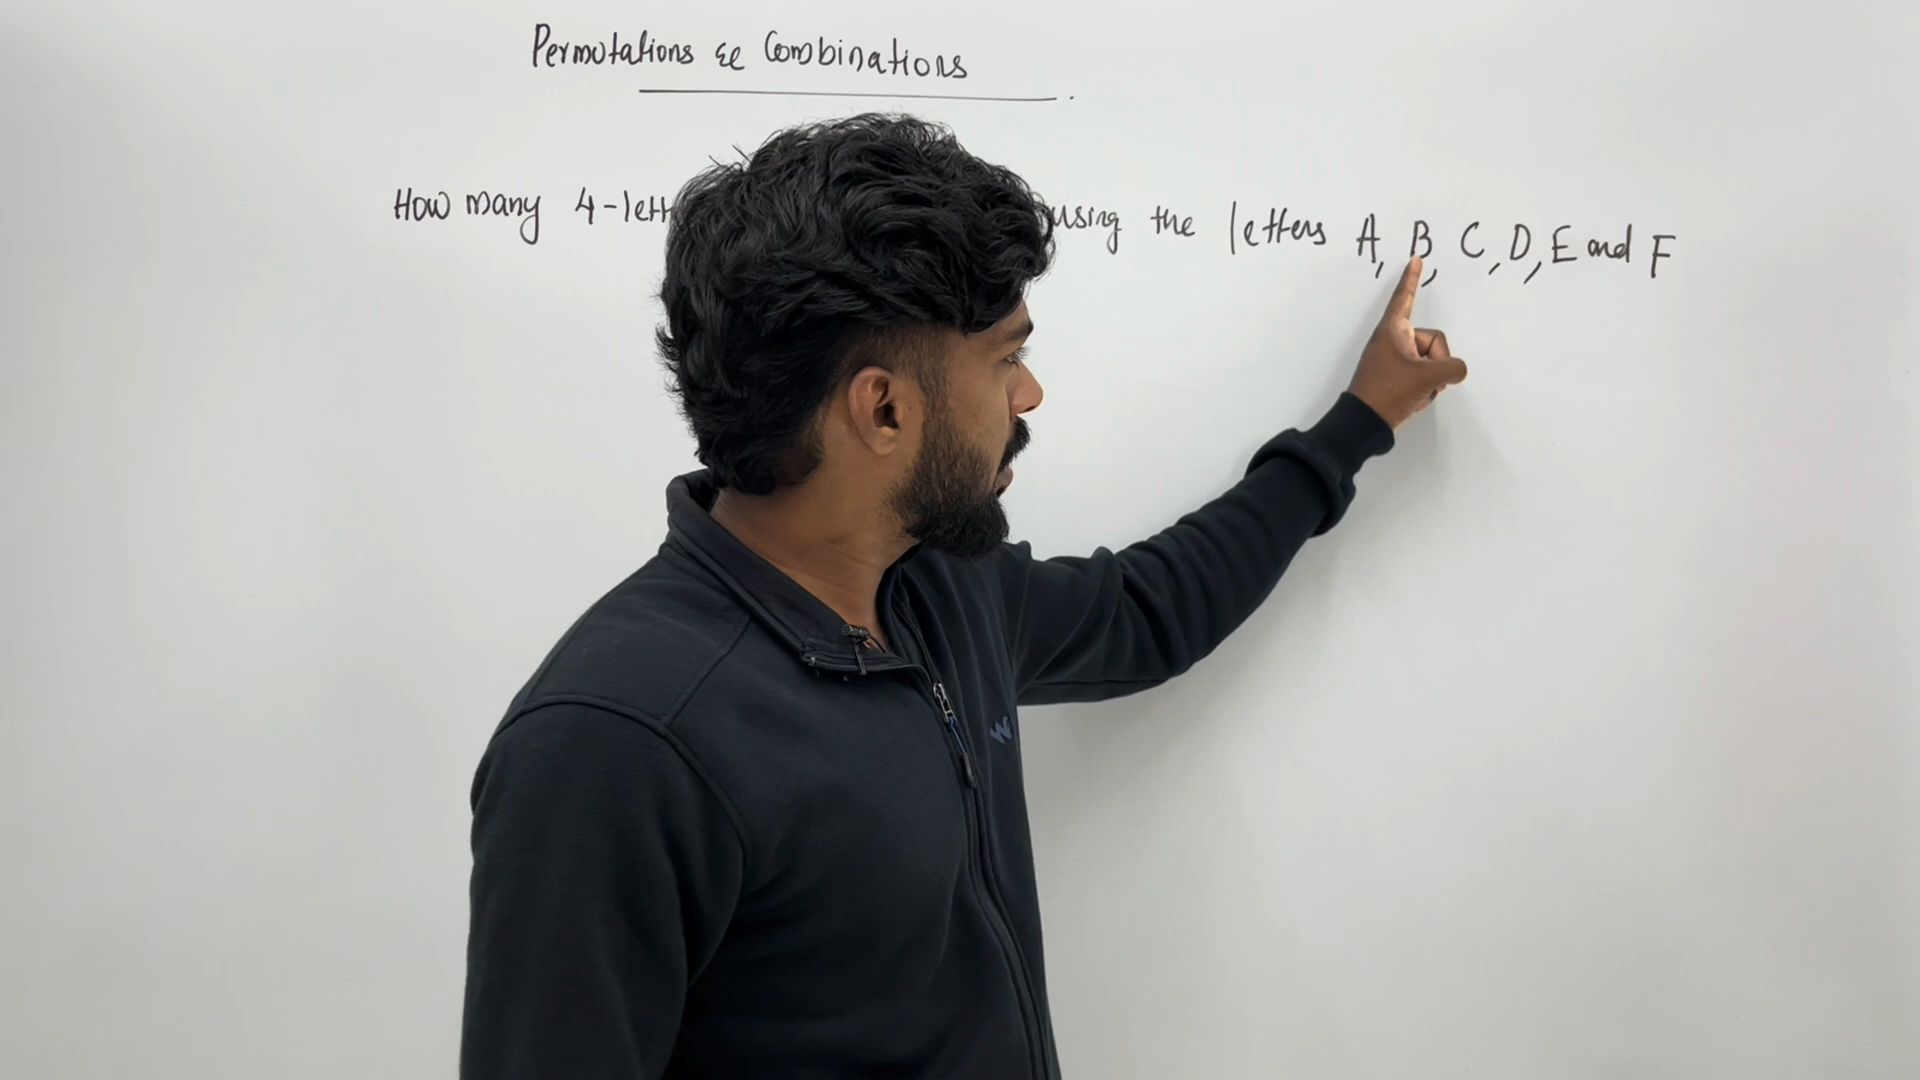 Permutations & Combinations
How many 4-lett using the letters A, B, C, D, E and F